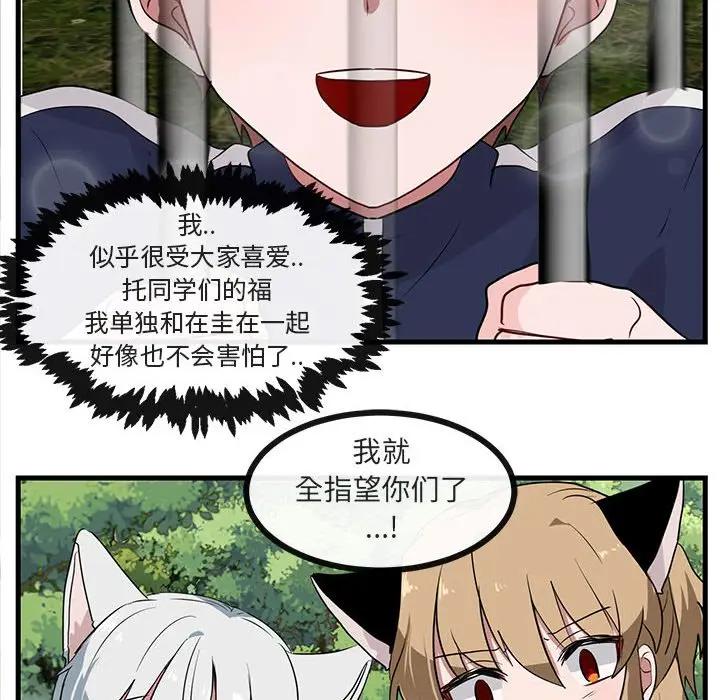 我..
似乎很受大家喜爱..
托同学们的福
我单独和在圭在一起
好像也不会害怕了..
我就
全指望你们了
...!